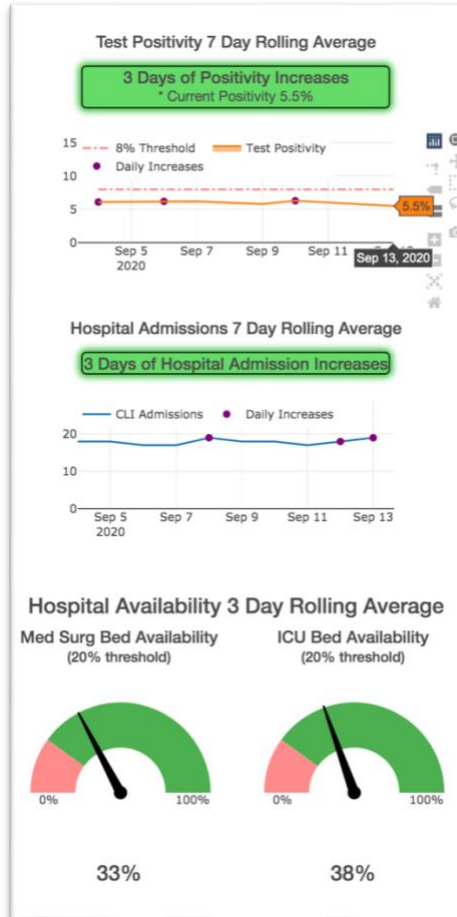 Test Positivity 7 Day Rolling Average
3 Days of Positivity Increases
* Current Positivity 5.5%
8% Threshold
Test Positivity
Daily Increases
15
10
5
0
5.5%
Sep 5
2020
Sep 7
Sep 9
Sep 11
Sep 13, 2020
Hospital Admissions 7 Day Rolling Average
3 Days of Hospital Admission Increases
CLI Admissions
Daily Increases
20
10
0
Sep 5
2020
Sep 7
Sep 9
Sep 11
Sep 13
Hospital Availability 3 Day Rolling Average
Med Surg Bed Availability
(20% threshold)
0%
100%
33%
ICU Bed Availability
(20% threshold)
0%
100%
38%